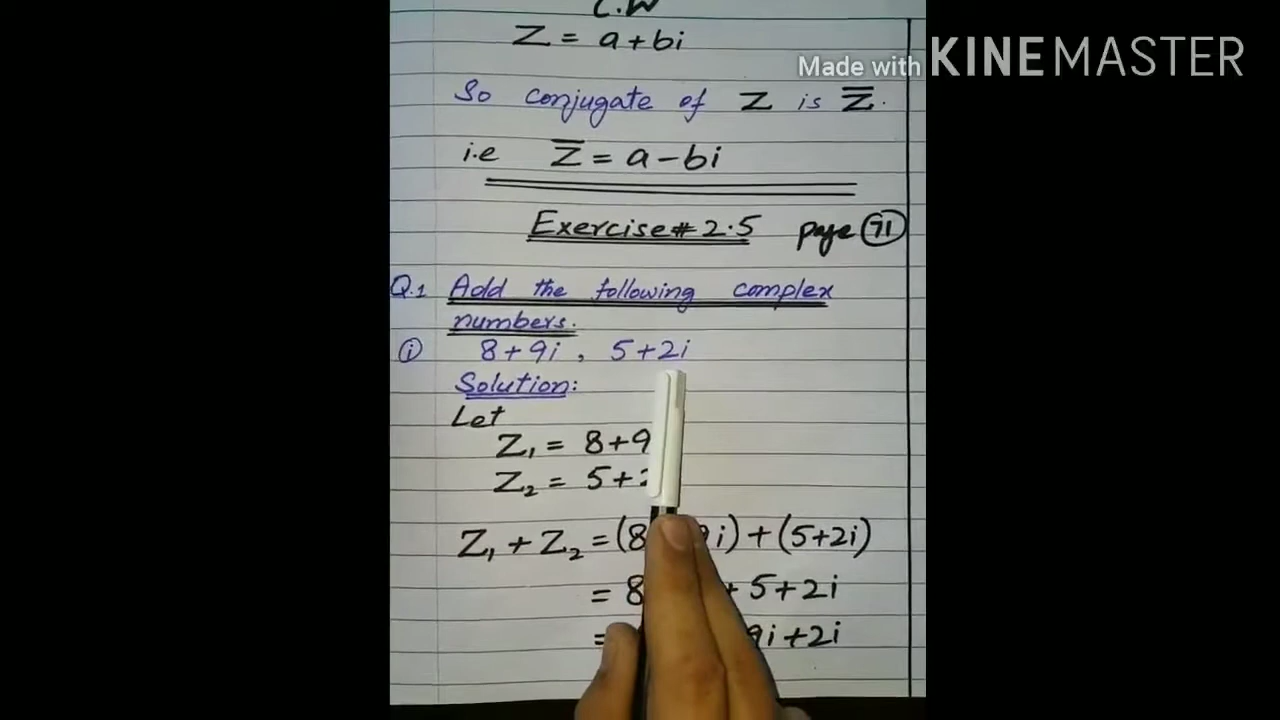 C.W
Z = a+bi
Made with KINEMASTER
So conjugate of Z is Z̅.
i.e Z̅ = a-bi
Exercise# 2.5 page 71
Q.1 Add the following complex
numbers.
i 8+9i, 5+2i
Solution:
Let
Z₁ = 8+9
Z₂ = 5+
Z₁ + Z₂ = (8 i)+(5+2i)
= 8 + 5+2i
= 9i+2i